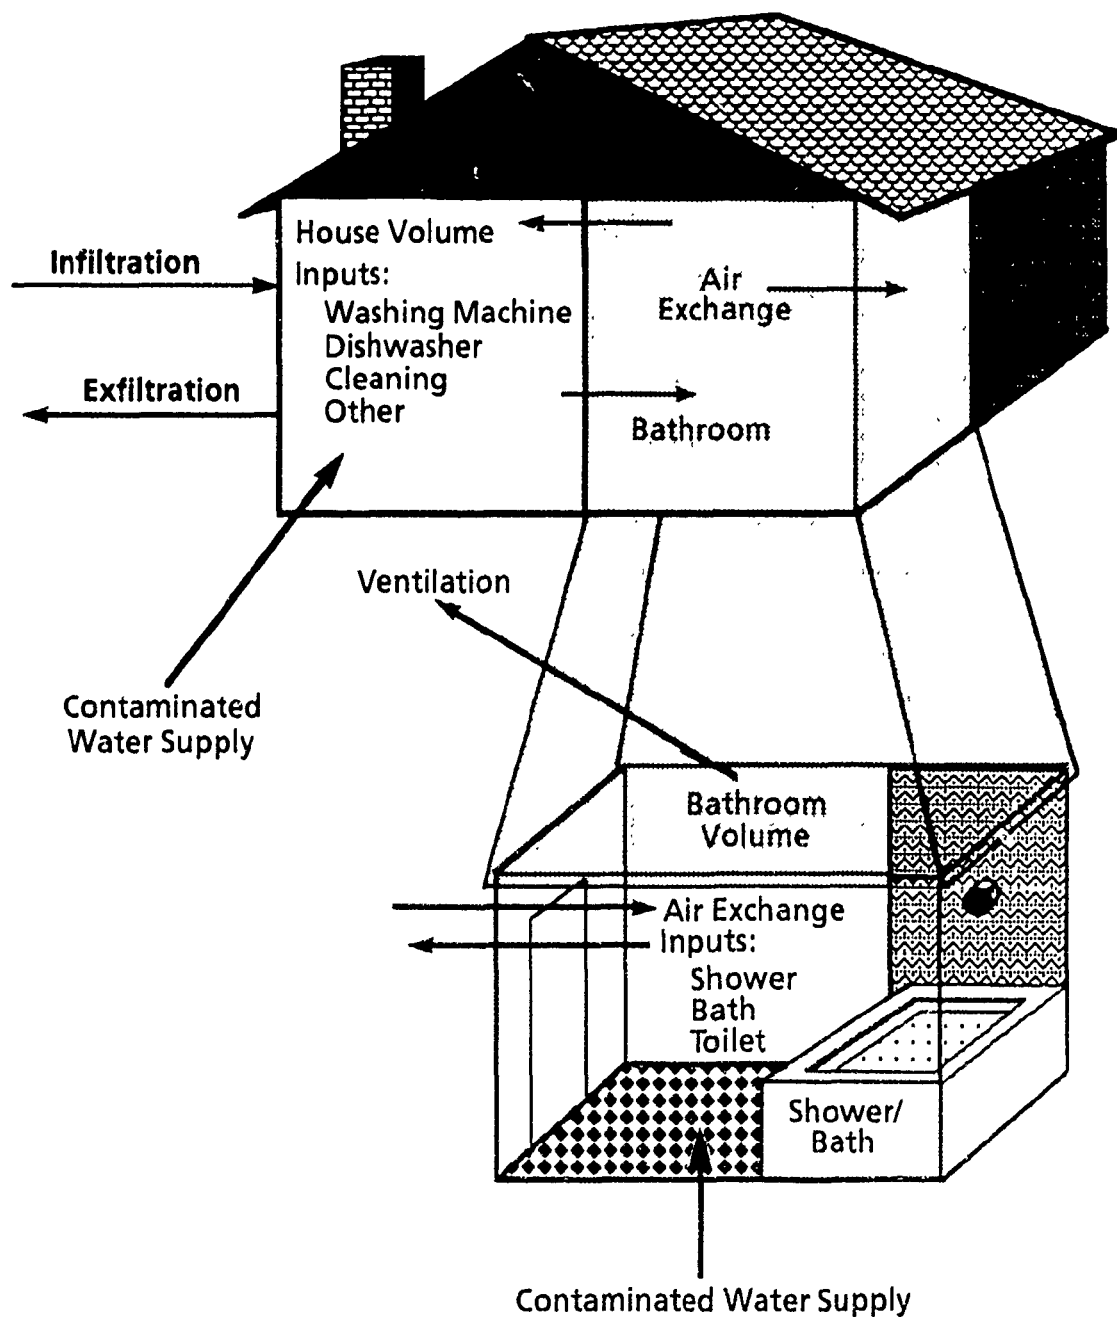 House Volume
Infiltration
Inputs:
Washing Machine
Dishwasher
Cleaning
Other
Exfiltration
Air
Exchange
Bathroom
Ventilation
Contaminated
Water Supply
Bathroom
Volume
Air Exchange
Inputs:
Shower
Bath
Toilet
Shower/
Bath
Contaminated Water Supply